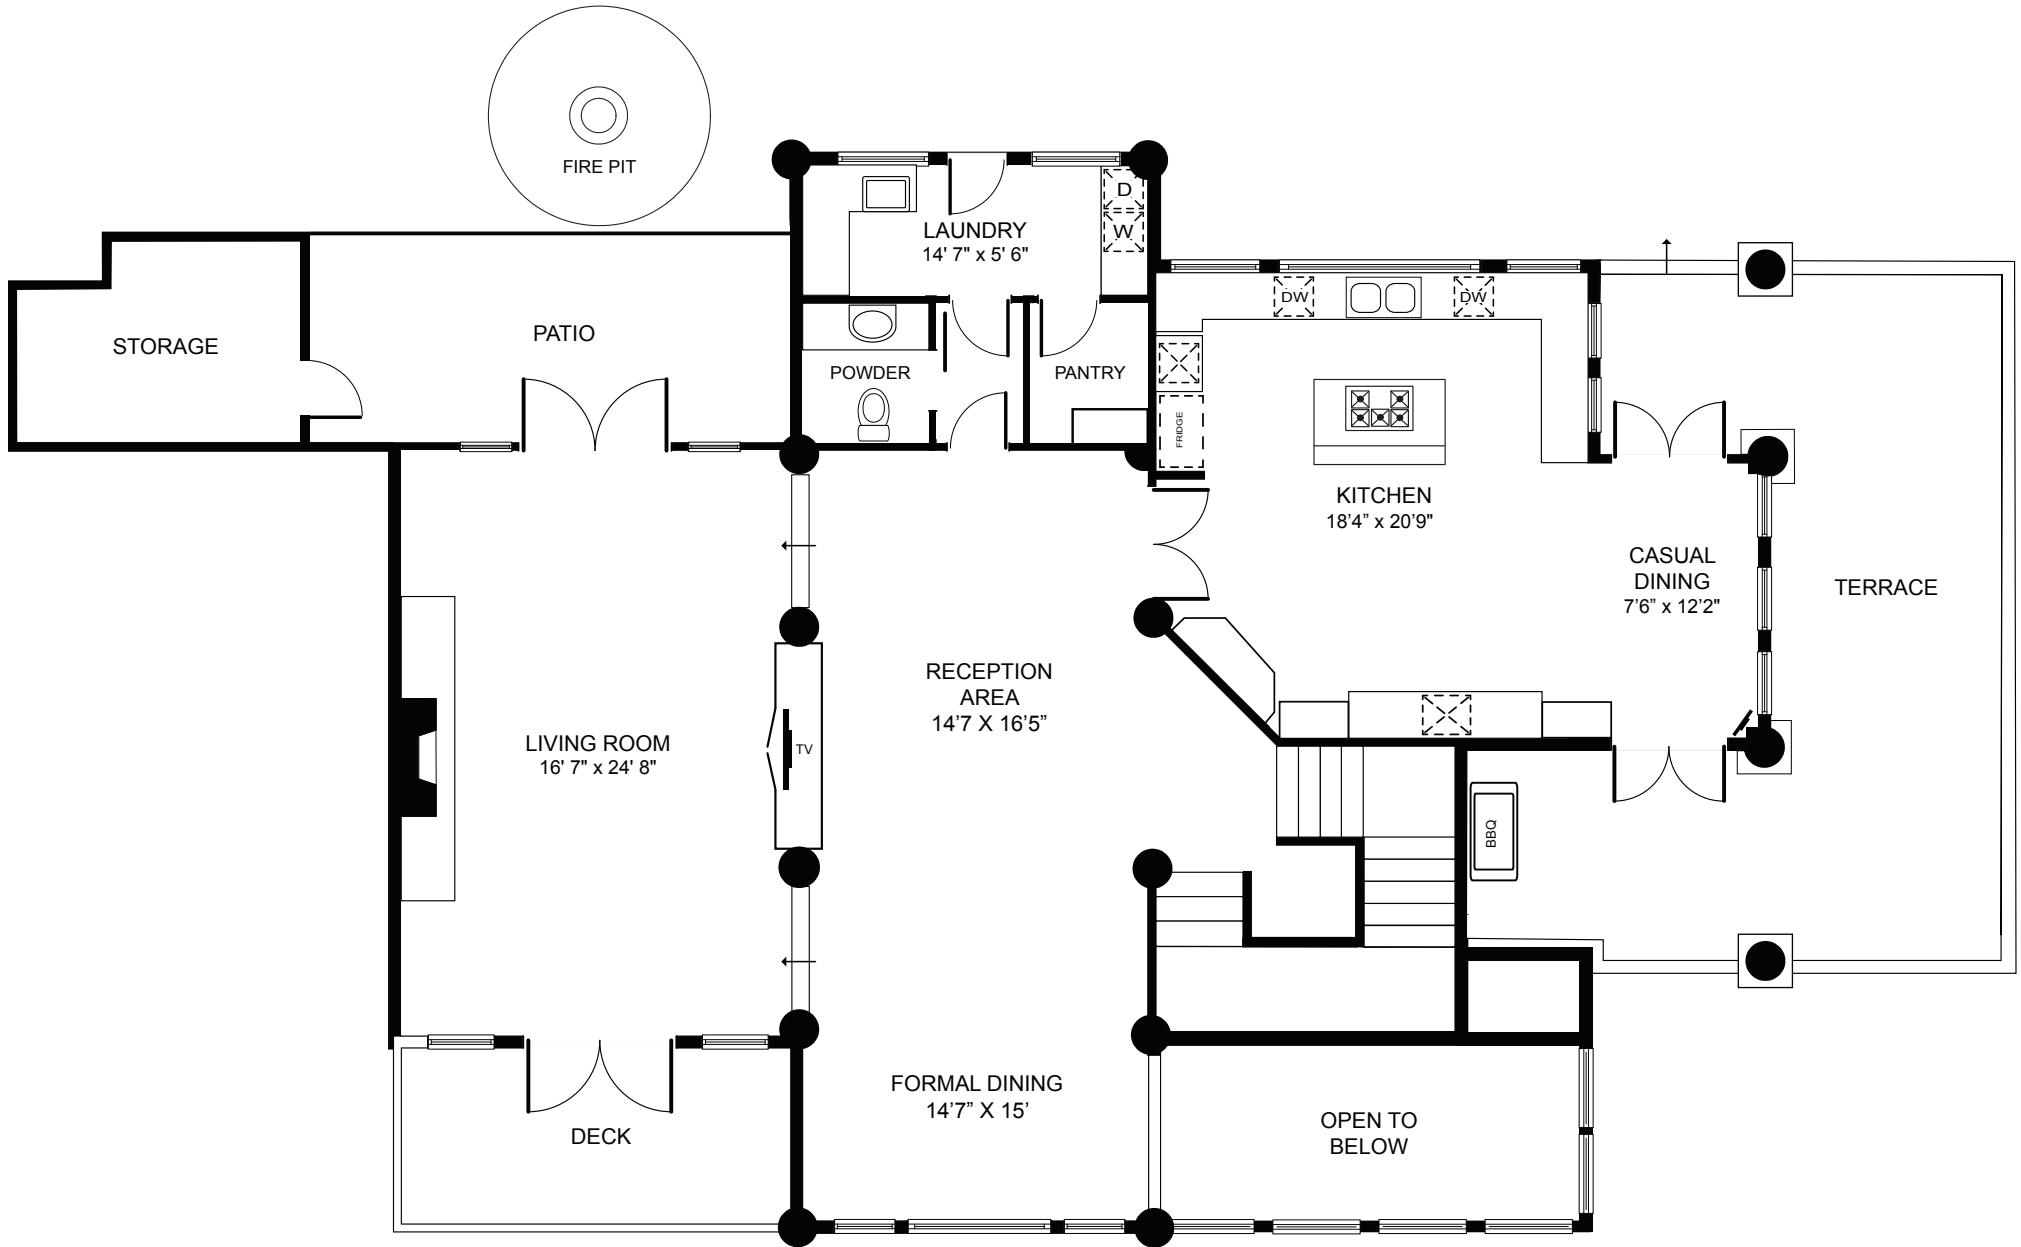 FIRE PIT
D
W
LAUNDRY
14' 7" x 5' 6"
STORAGE
PATIO
POWDER
PANTRY
DW
DW
FRIDGE
KITCHEN
18'4” x 20'9"
CASUAL
DINING
7’6” x 12’2"
TERRACE
RECEPTION
AREA
14'7 X 16'5”
LIVING ROOM
16' 7" x 24' 8"
TV
BBQ
FORMAL DINING
14'7” X 15’
DECK
OPEN TO
BELOW